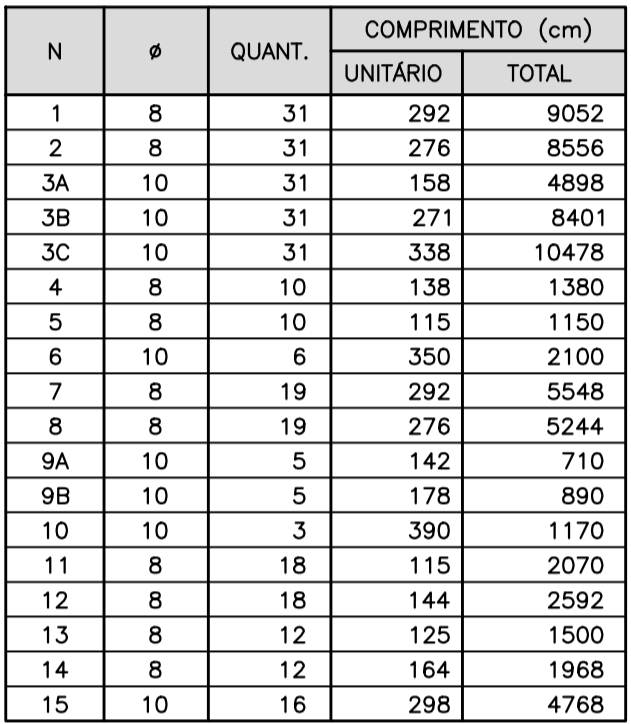 N ø QUANT. COMPRIMENTO (cm)
UNITÁRIO TOTAL
1 8 31 292 9052
2 8 31 276 8556
3A 10 31 158 4898
3B 10 31 271 8401
3C 10 31 338 10478
4 8 10 138 1380
5 8 10 115 1150
6 10 6 350 2100
7 8 19 292 5548
8 8 19 276 5244
9A 10 5 142 710
9B 10 5 178 890
10 10 3 390 1170
11 8 18 115 2070
12 8 18 144 2592
13 8 12 125 1500
14 8 12 164 1968
15 10 16 298 4768